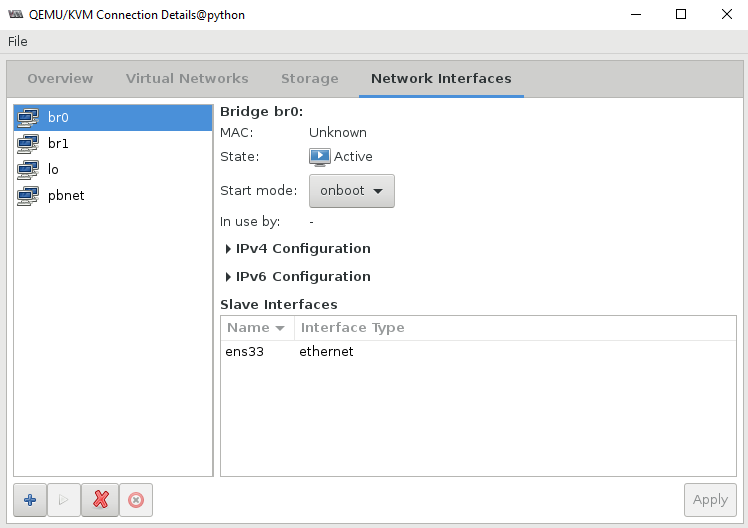 QEMU/KVM Connection Details@python
File
Overview Virtual Networks Storage Network Interfaces
br0
br1
lo
pbnet
Bridge br0:
MAC: Unknown
State: Active
Start mode: onboot
In use by: -
IPv4 Configuration
IPv6 Configuration
Slave Interfaces
Name Interface Type
ens33 ethernet
Apply